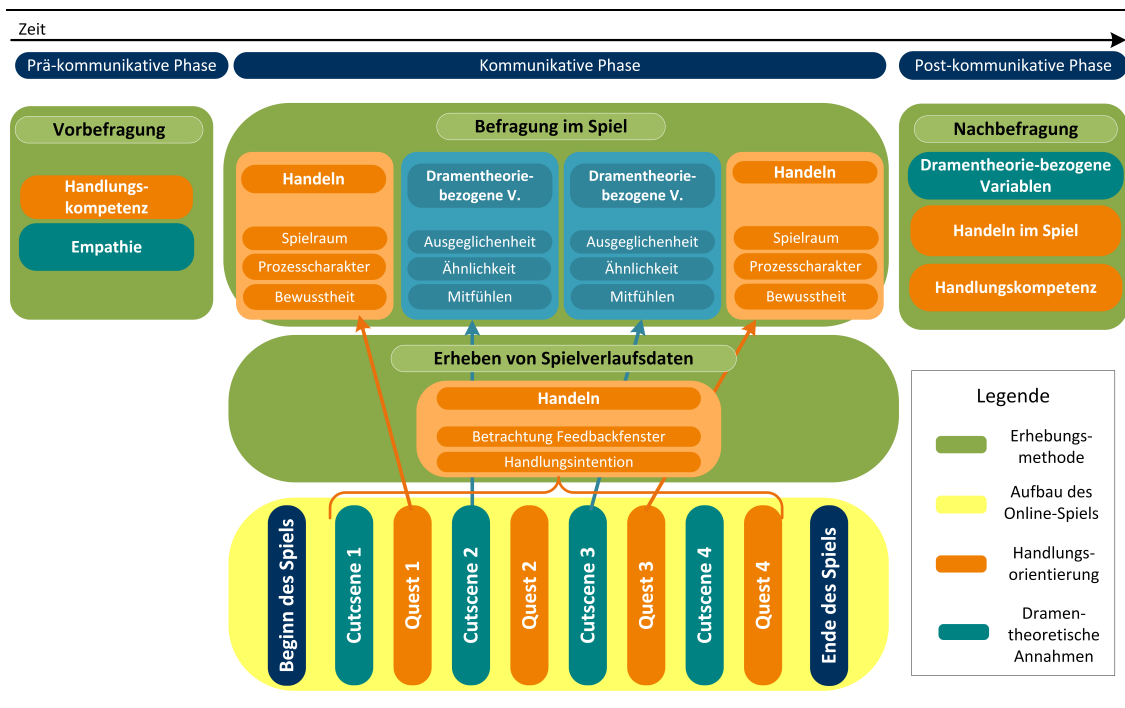 Zeit
Prä-kommunikative Phase
Kommunikative Phase
Post-kommunikative Phase
Vorbefragung
Handlungs-
kompetenz
Empathie
Befragung im Spiel
Handeln
Spielraum
Prozesscharakter
Bewusstheit
Dramentheorie-
bezogene V.
Ausgeglichenheit
Ähnlichkeit
Mitfühlen
Dramentheorie-
bezogene V.
Ausgeglichenheit
Ähnlichkeit
Mitfühlen
Handeln
Spielraum
Prozesscharakter
Bewusstheit
Nachbefragung
Dramentheorie-bezogene
Variablen
Handeln im Spiel
Handlungskompetenz
Erheben von Spielverlaufsdaten
Handeln
Betrachtung Feedbackfenster
Handlungsintention
Beginn des Spiels
Cutcsene 1
Quest 1
Cutscene 2
Quest 2
Cutscene 3
Quest 3
Cutscene 4
Quest 4
Ende des Spiels
Legende
Erhebungs-
methode
Aufbau des
Online-Spiels
Handlungs-
orientierung
Dramen-
theoretische
Annahmen